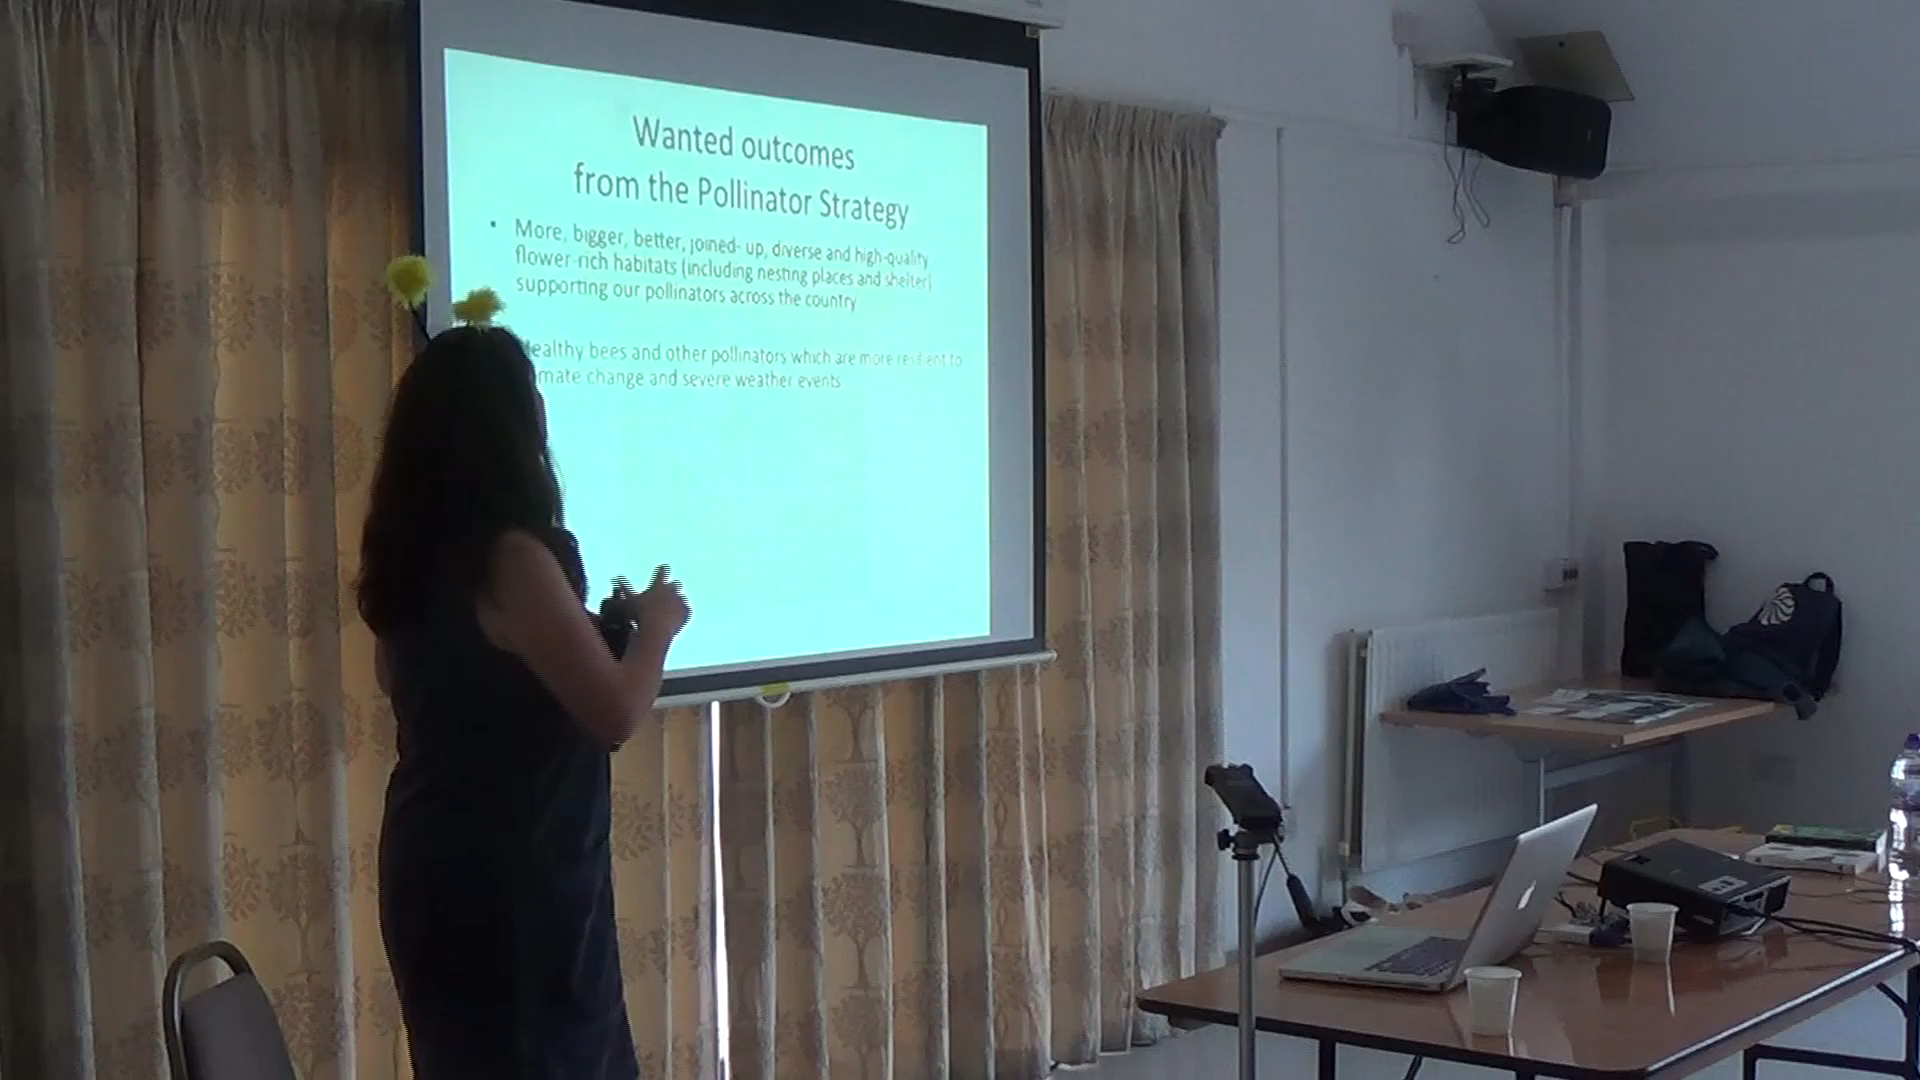 Wanted outcomes
from the Pollinator Strategy
• More, bigger, better, joined- up, diverse and high-quality
flower-rich habitats (including nesting places and shelter)
supporting our pollinators across the country
ealthy bees and other pollinators which are more resilient to
mate change and severe weather events